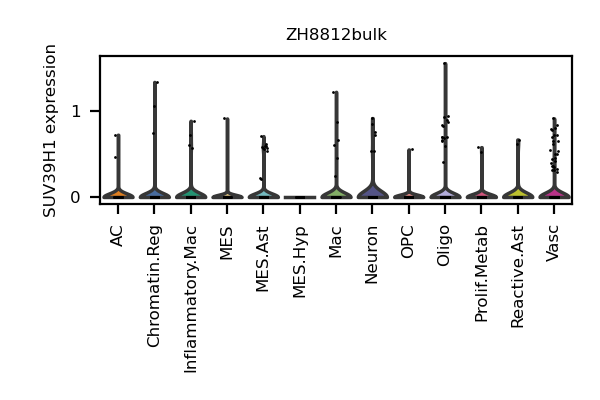 ZH8812bulk
SUV39H1 expression
1
0
AC
Chromatin.Reg
Inflammatory.Mac
MES
MES.Ast
MES.Hyp
Mac
Neuron
OPC
Oligo
Prolif.Metab
Reactive.Ast
Vasc